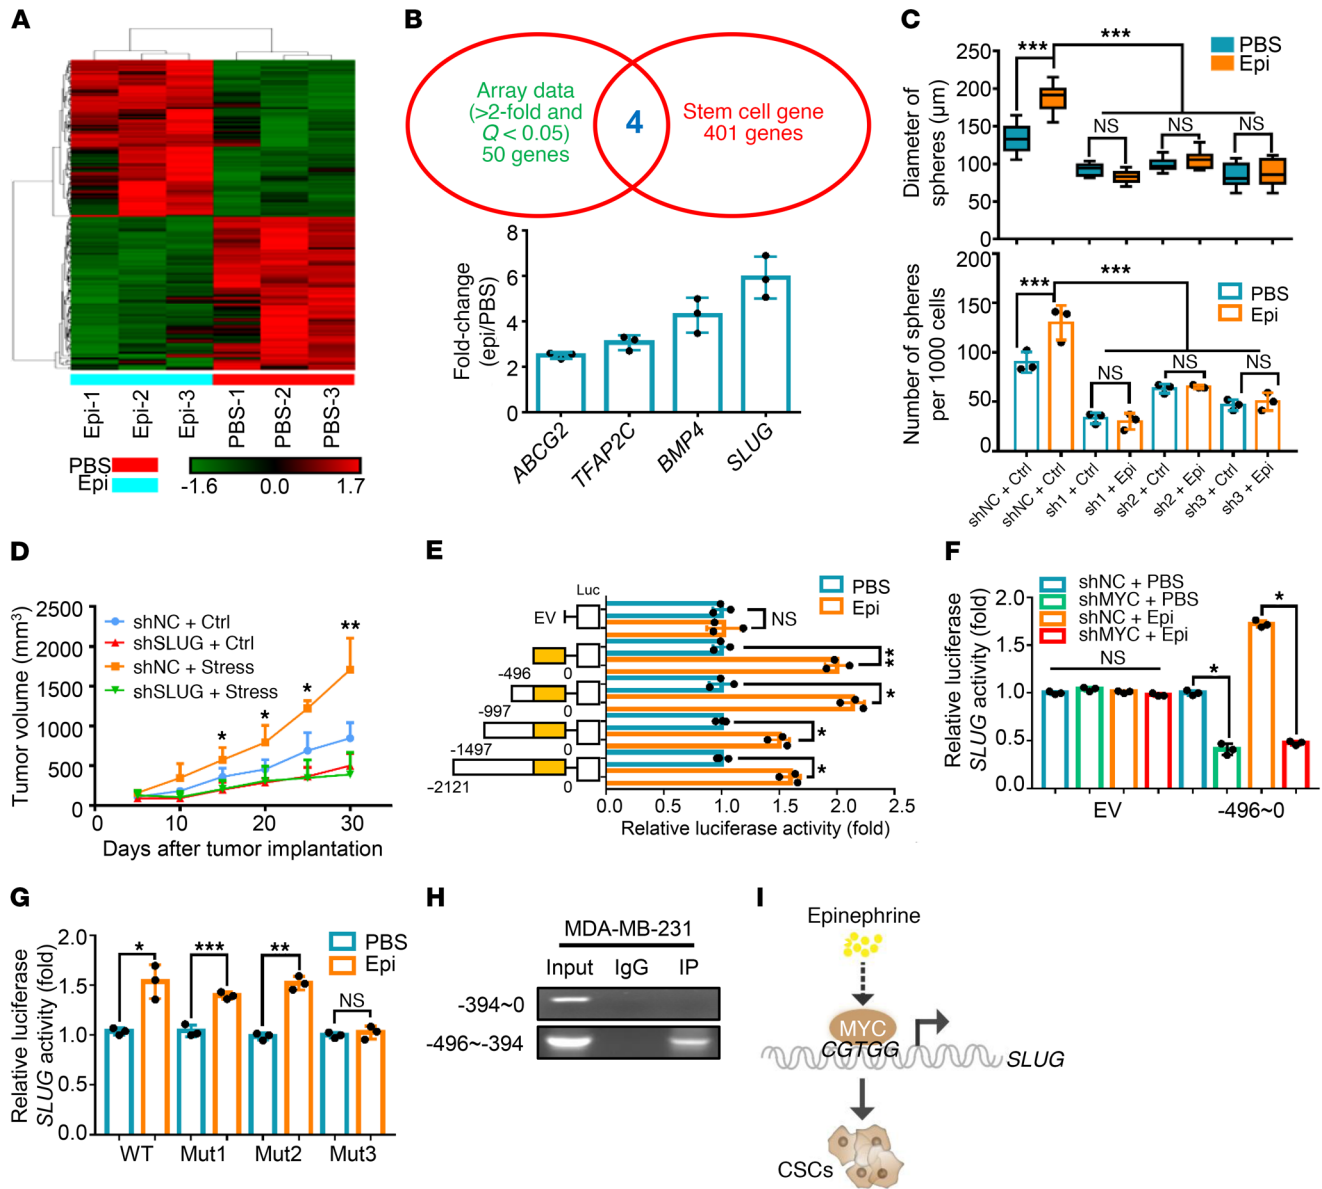 A
Epi-1
Epi-2
Epi-3
PBS-1
PBS-2
PBS-3
PBS
Epi
-1.6 0.0 1.7
B
Array data
(>2-fold and
Q < 0.05)
50 genes
4
Stem cell gene
401 genes
Fold-change
(epi/PBS)
8
6
4
2
0
ABCG2
TFAP2C
BMP4
SLUG
C
Diameter of
spheres (µm)
250
200
150
100
50
0
*** ***
NS NS NS
PBS
Epi
Number of spheres
per 1000 cells
200
150
100
50
0
*** ***
NS NS NS
PBS
Epi
shNC + Ctrl
shNC + Ctrl
sh1 + Ctrl
sh1 + Epi
sh2 + Ctrl
sh2 + Epi
sh3 + Ctrl
sh3 + Epi
D
Tumor volume (mm³)
2500
2000
1500
1000
500
0
shNC + Ctrl
shSLUG + Ctrl
shNC + Stress
shSLUG + Stress
* * * **
0 10 20 30
Days after tumor implantation
E
PBS
Epi
Luc
EV
-496 0
-997 0
-1497 0
-2121 0
NS
**
*
*
*
0.0 0.5 1.0 1.5 2.0 2.5
Relative luciferase activity (fold)
F
Relative luciferase
SLUG activity (fold)
2.0
1.5
1.0
0.5
0.0
shNC + PBS
shMYC + PBS
shNC + Epi
shMYC + Epi
NS
*
*
EV -496~0
G
Relative luciferase
SLUG activity (fold)
2.0
1.5
1.0
0.5
0.0
* *** ** NS
PBS
Epi
WT Mut1 Mut2 Mut3
H
MDA-MB-231
Input IgG IP
-394~0
-496~-394
I
Epinephrine
MYC
CGTGG
SLUG
CSCs